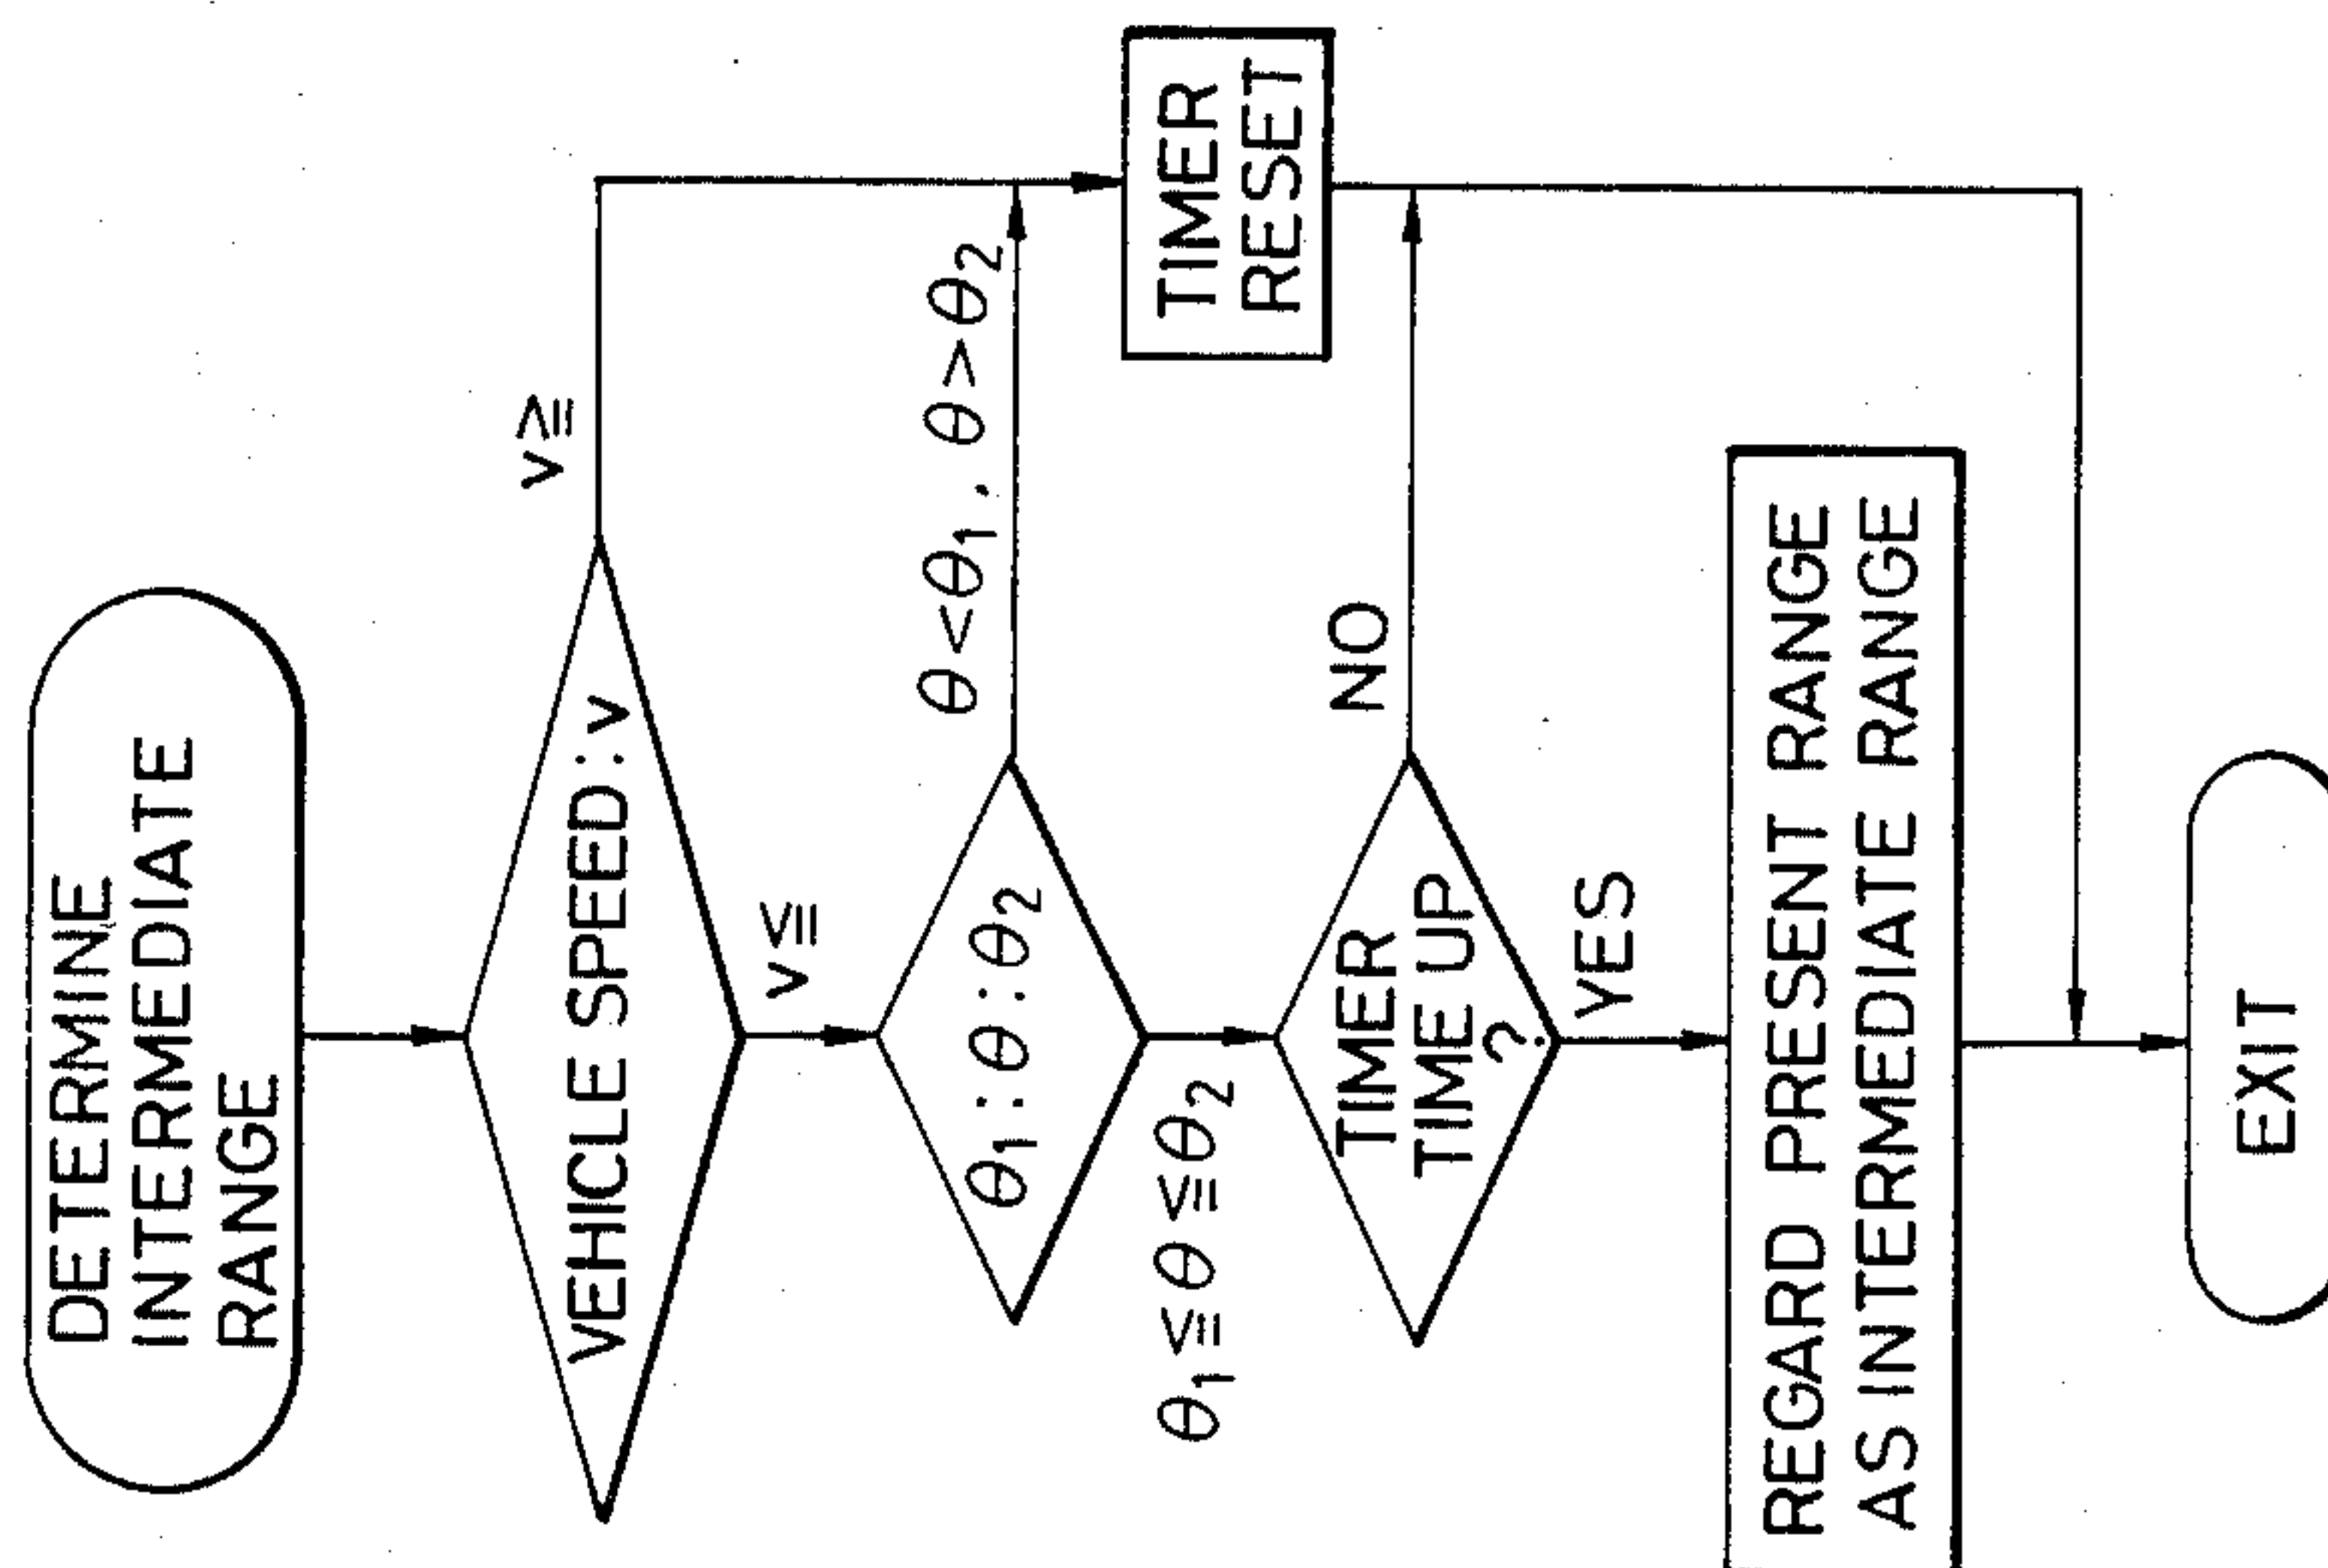 DETERMINE
INTERMEDIATE
RANGE
VEHICLE SPEED: v
v≧
v≦
θ₁ : θ : θ₂
θ<θ₁, θ>θ₂
θ₁≦θ≦θ₂
TIMER
RESET
TIMER
TIME UP
?
NO
YES
REGARD PRESENT RANGE
AS INTERMEDIATE RANGE
EXIT